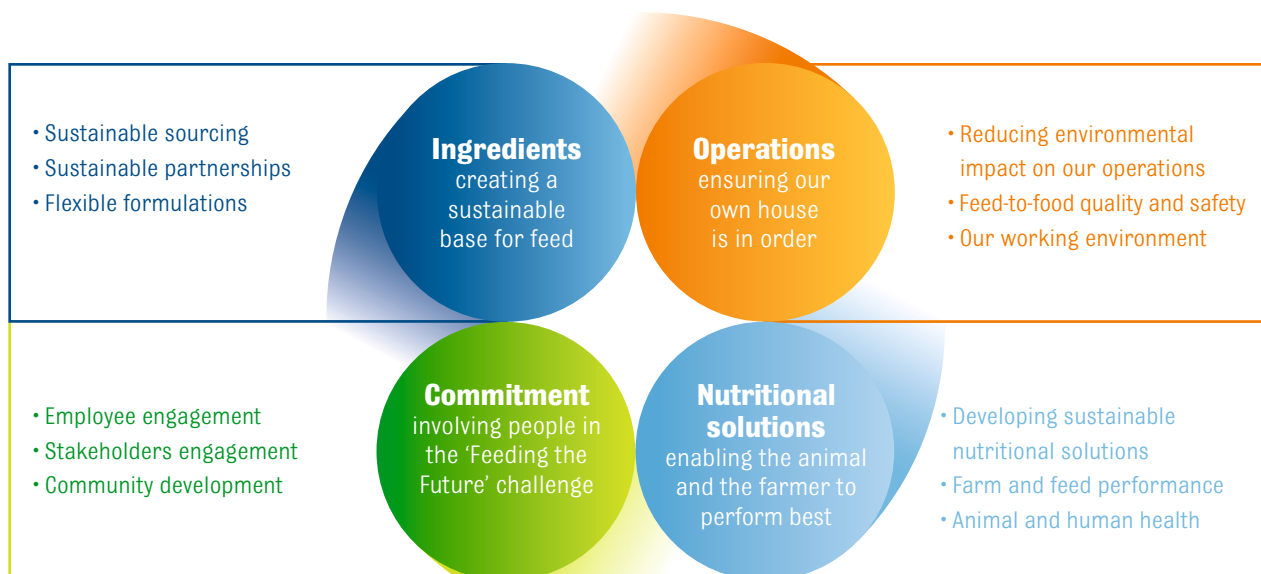 • Sustainable sourcing
• Sustainable partnerships
• Flexible formulations
Ingredients
creating a
sustainable
base for feed
Operations
ensuring our
own house
is in order
• Reducing environmental
impact on our operations
• Feed-to-food quality and safety
• Our working environment
• Employee engagement
• Stakeholders engagement
• Community development
Commitment
involving people in
the ‘Feeding the
Future’ challenge
Nutritional
solutions
enabling the animal
and the farmer to
perform best
• Developing sustainable
nutritional solutions
• Farm and feed performance
• Animal and human health